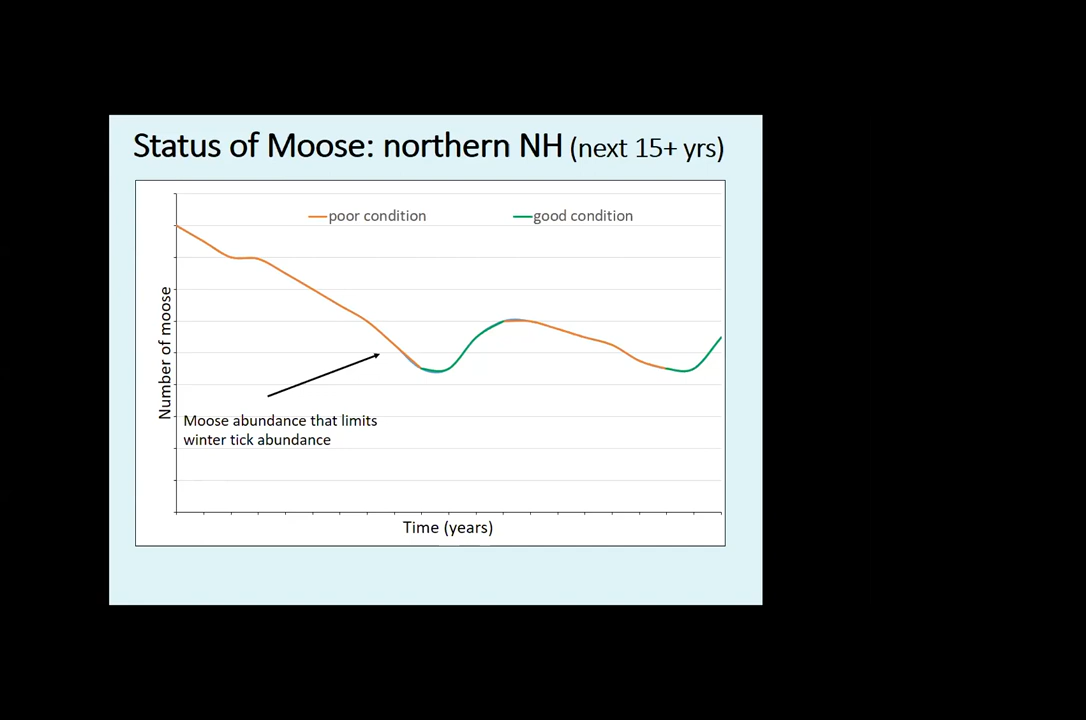 Status of Moose: northern NH (next 15+ yrs)
poor condition
good condition
Number of moose
Moose abundance that limits
winter tick abundance
Time (years)